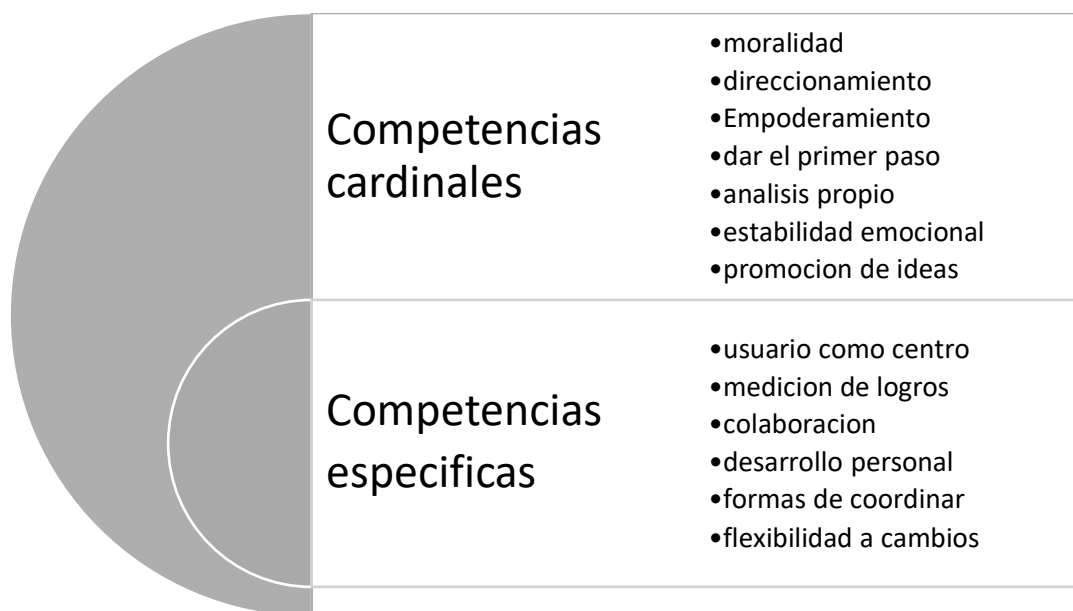 Competencias
cardinales
•moralidad
•direccionamiento
•Empoderamiento
•dar el primer paso
•analisis propio
•estabilidad emocional
•promocion de ideas
Competencias
especificas
•usuario como centro
•medicion de logros
•colaboracion
•desarrollo personal
•formas de coordinar
•flexibilidad a cambios